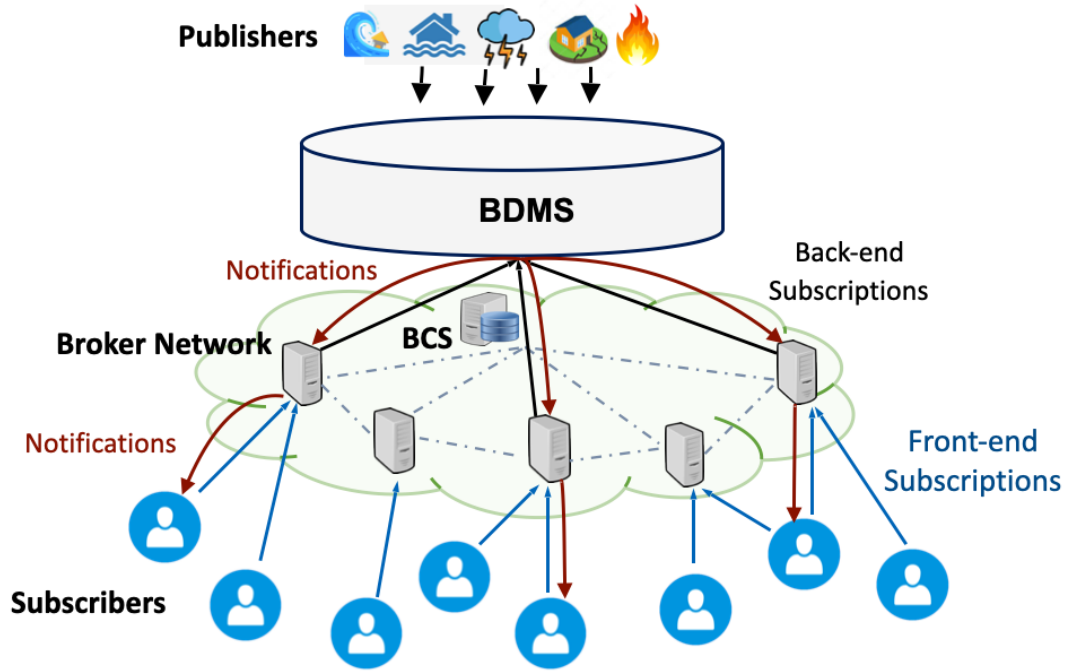 Publishers
BDMS
Notifications
Back-end
Subscriptions
BCS
Broker Network
Notifications
Front-end
Subscriptions
Subscribers